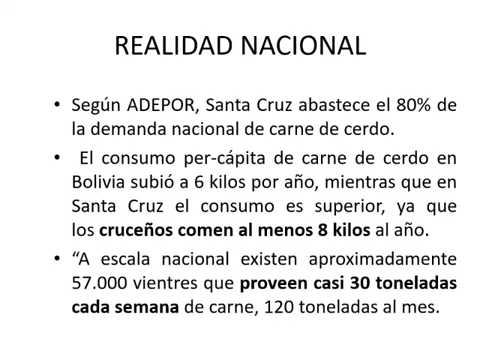 REALIDAD NACIONAL
• Según ADEPOR, Santa Cruz abastece el 80% de
la demanda nacional de carne de cerdo.
• El consumo per-cápita de carne de cerdo en
Bolivia subió a 6 kilos por año, mientras que en
Santa Cruz el consumo es superior, ya que
los cruceños comen al menos 8 kilos al año.
• “A escala nacional existen aproximadamente
57.000 vientres que proveen casi 30 toneladas
cada semana de carne, 120 toneladas al mes.